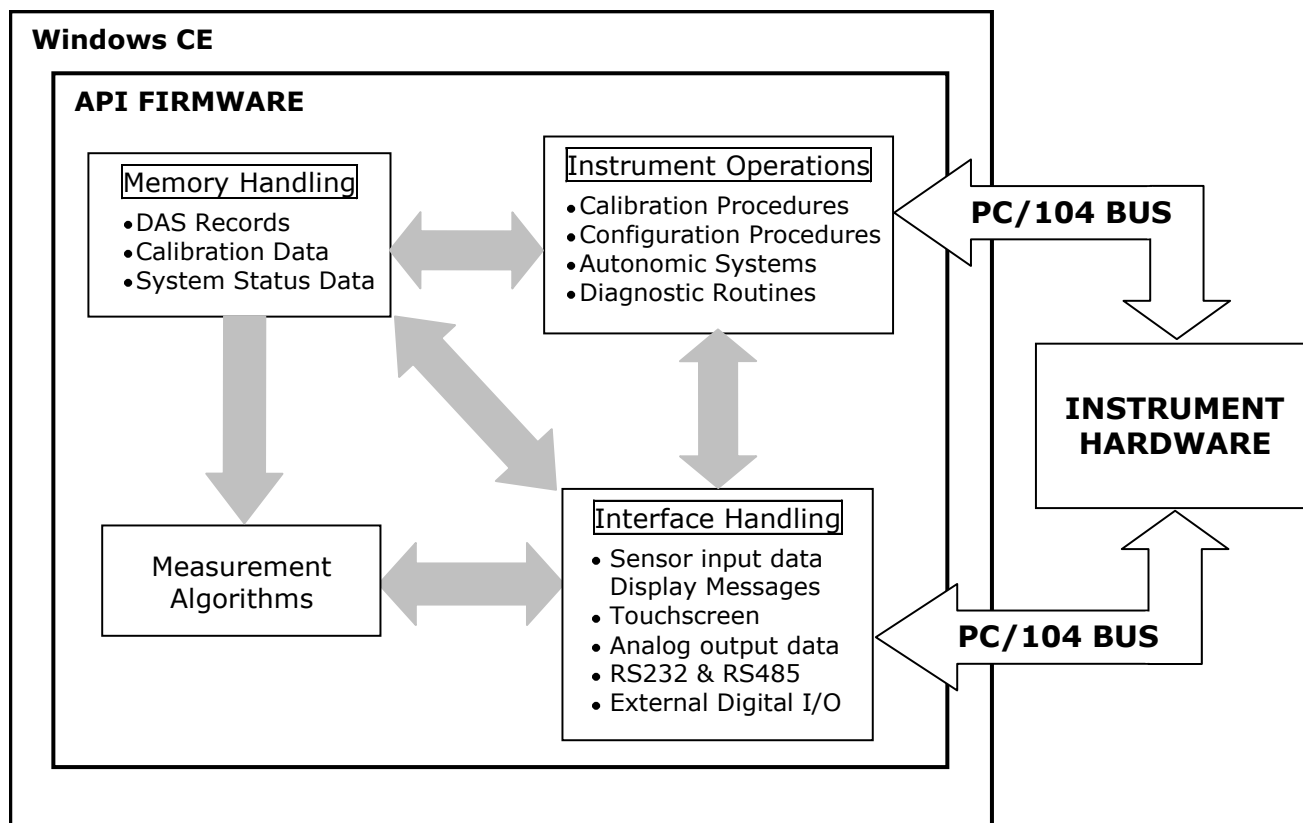 Windows CE
API FIRMWARE
Memory Handling
•DAS Records
•Calibration Data
•System Status Data
Instrument Operations
•Calibration Procedures
•Configuration Procedures
•Autonomic Systems
•Diagnostic Routines
PC/104 BUS
INSTRUMENT
HARDWARE
Measurement
Algorithms
Interface Handling
• Sensor input data
Display Messages
• Touchscreen
• Analog output data
• RS232 & RS485
• External Digital I/O
PC/104 BUS